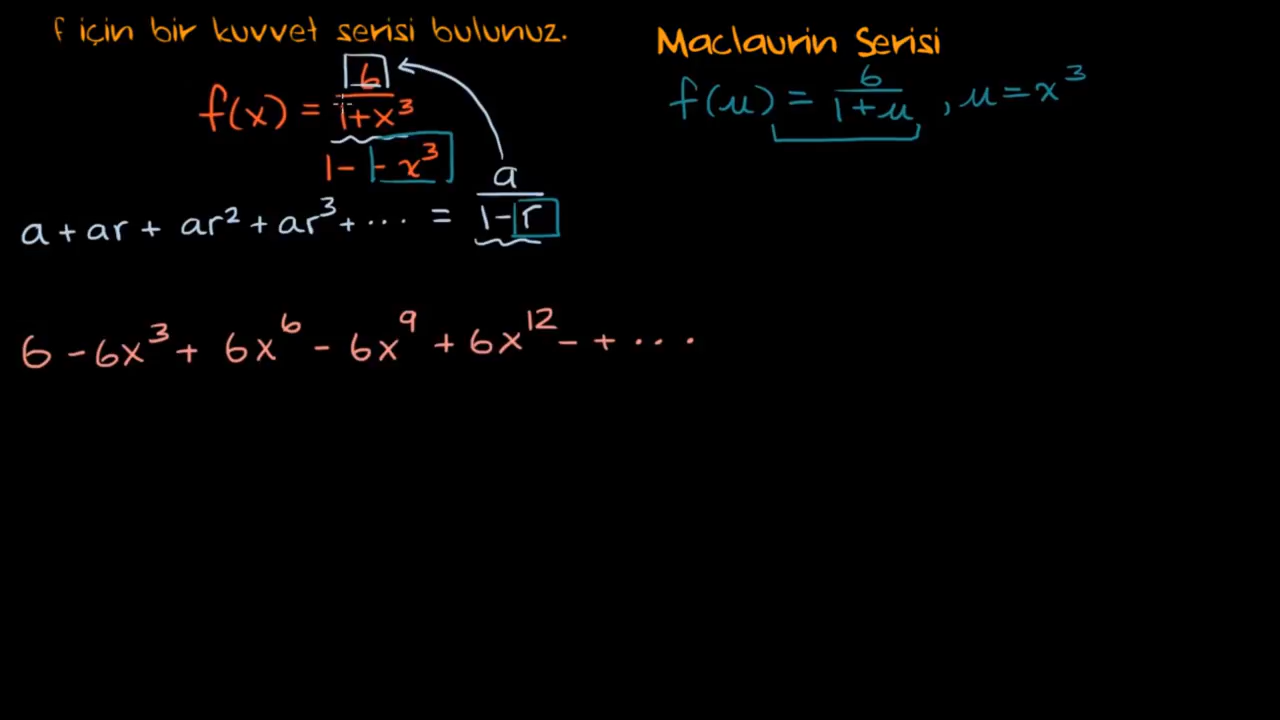 f için bir kuvvet serisi bulunuz.
f(x) = 6/(1+x³)
1 - -x³
a + ar + ar² + ar³ + ... = a/(1-r)
6 - 6x³ + 6x⁶ - 6x⁹ + 6x¹² - + ...
Maclaurin Serisi
f(u) = 6/(1+u), u = x³